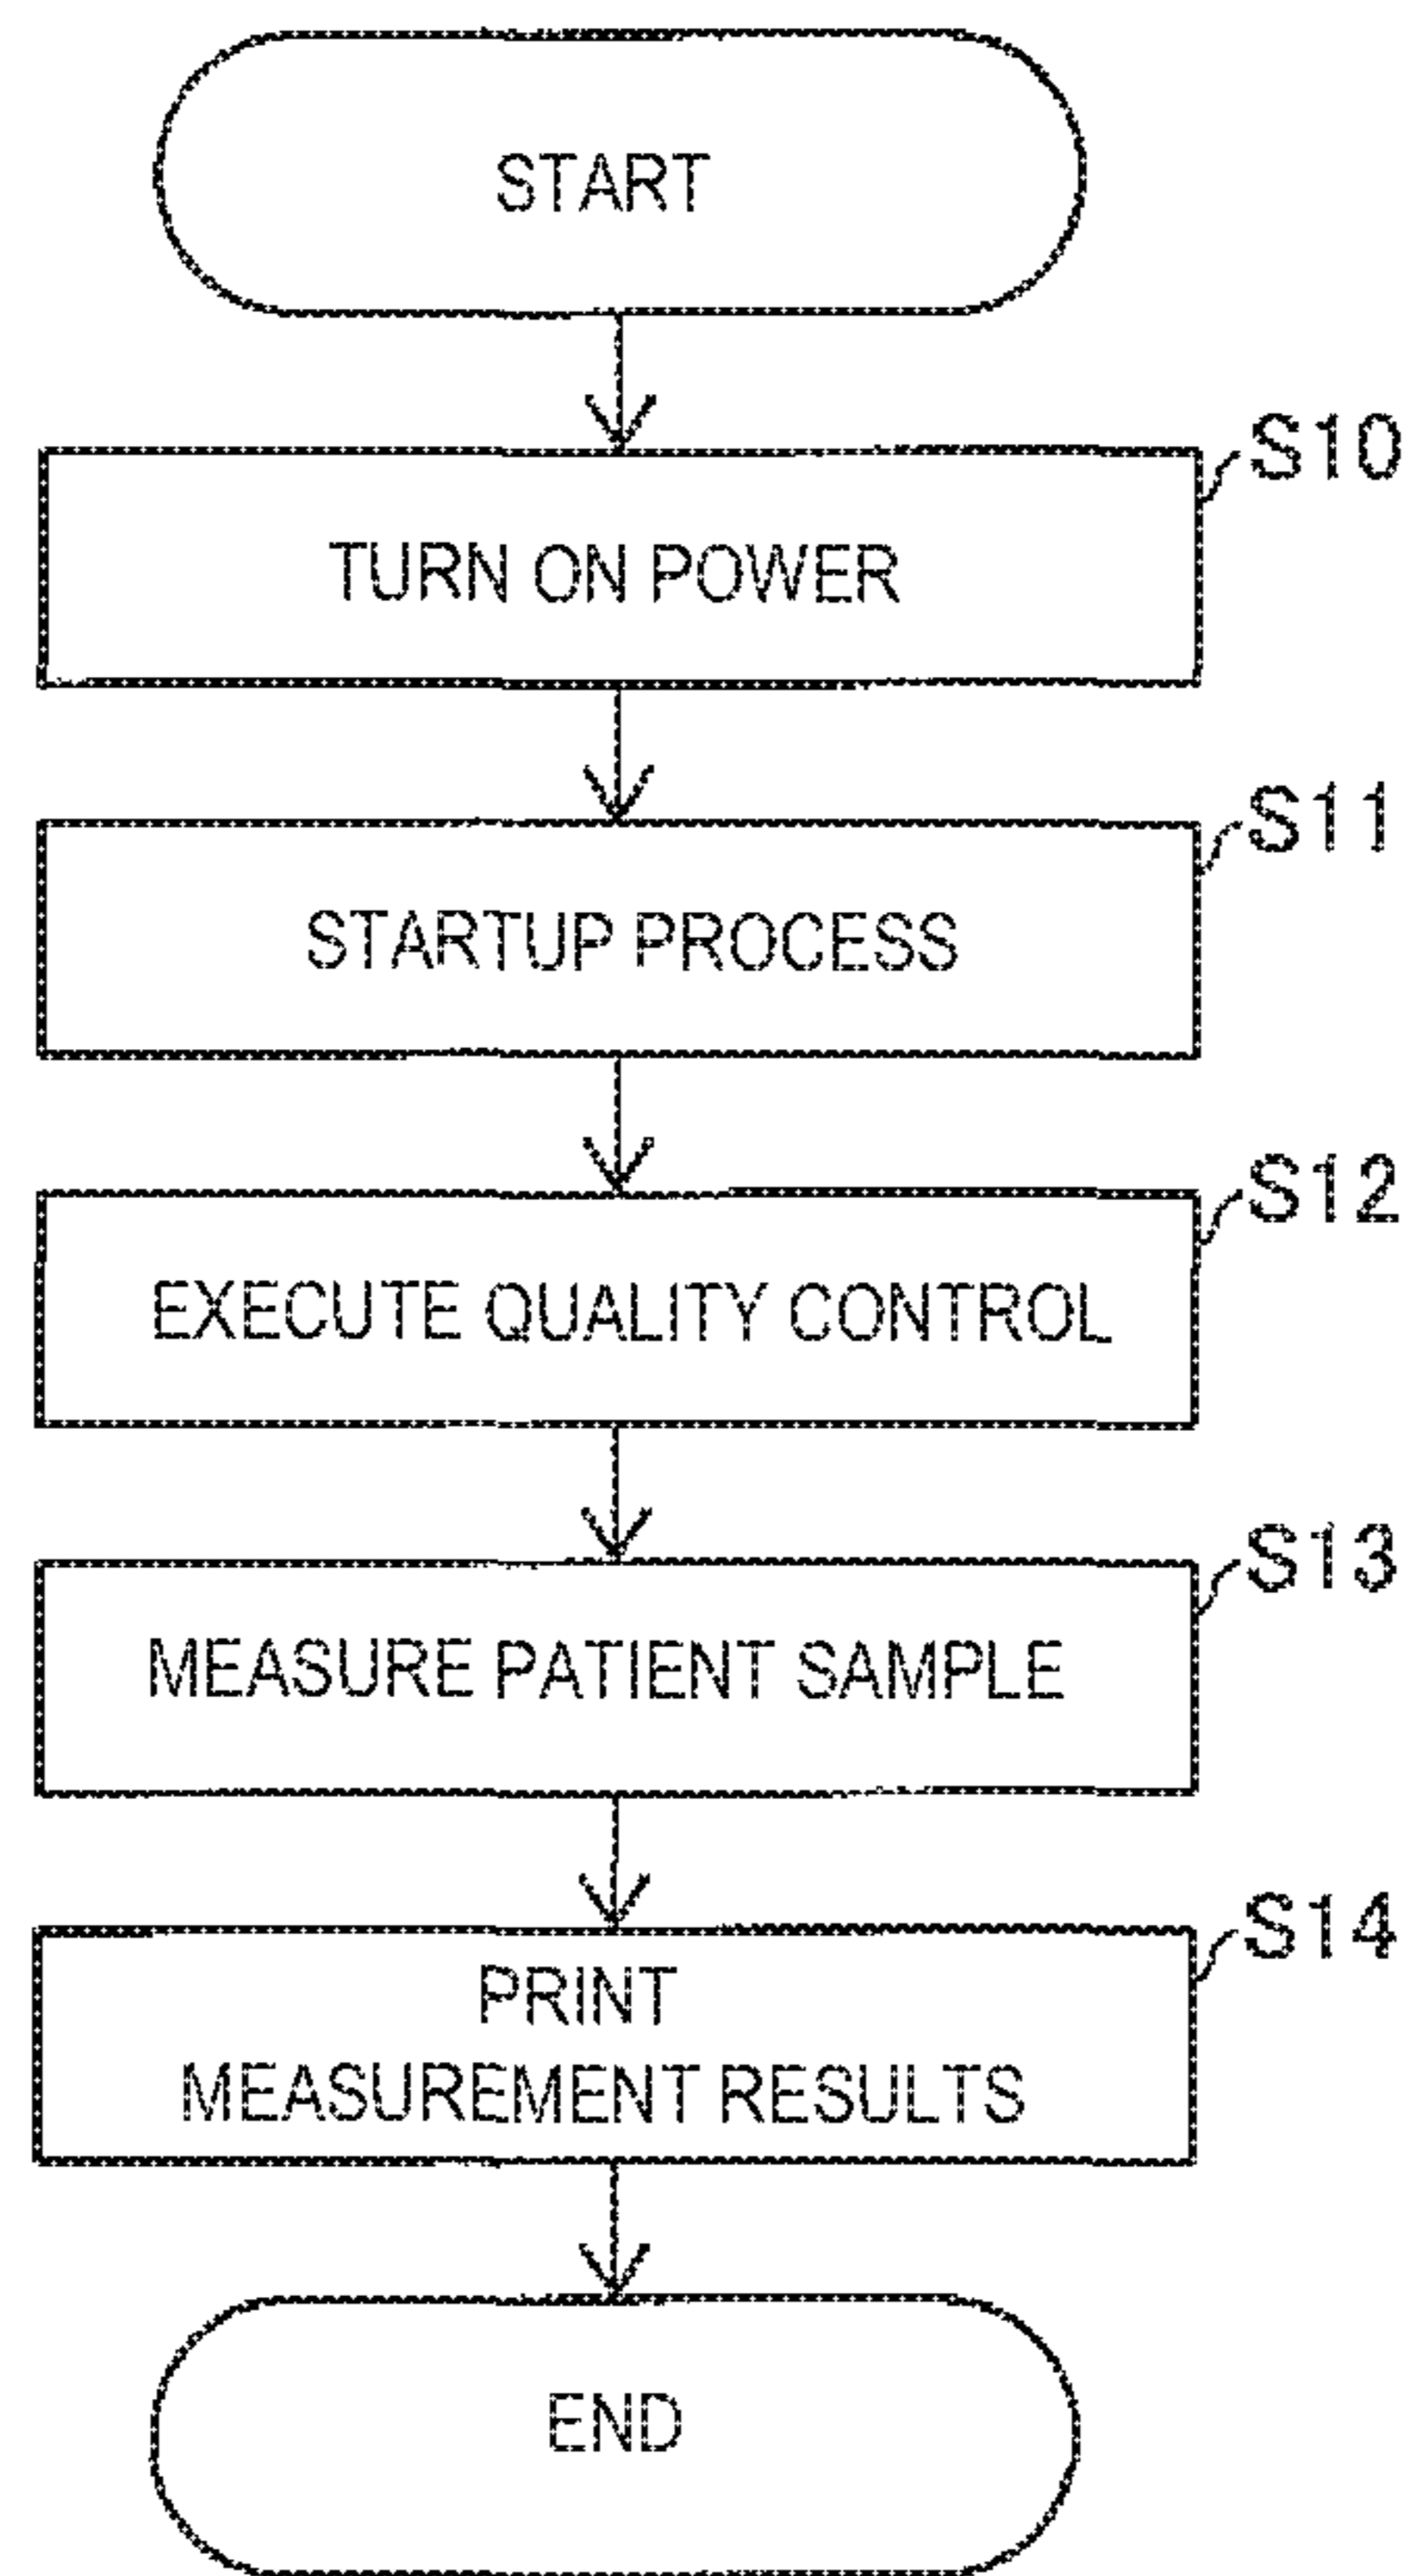 START
S10
TURN ON POWER
S11
STARTUP PROCESS
S12
EXECUTE QUALITY CONTROL
S13
MEASURE PATIENT SAMPLE
S14
PRINT
MEASUREMENT RESULTS
END